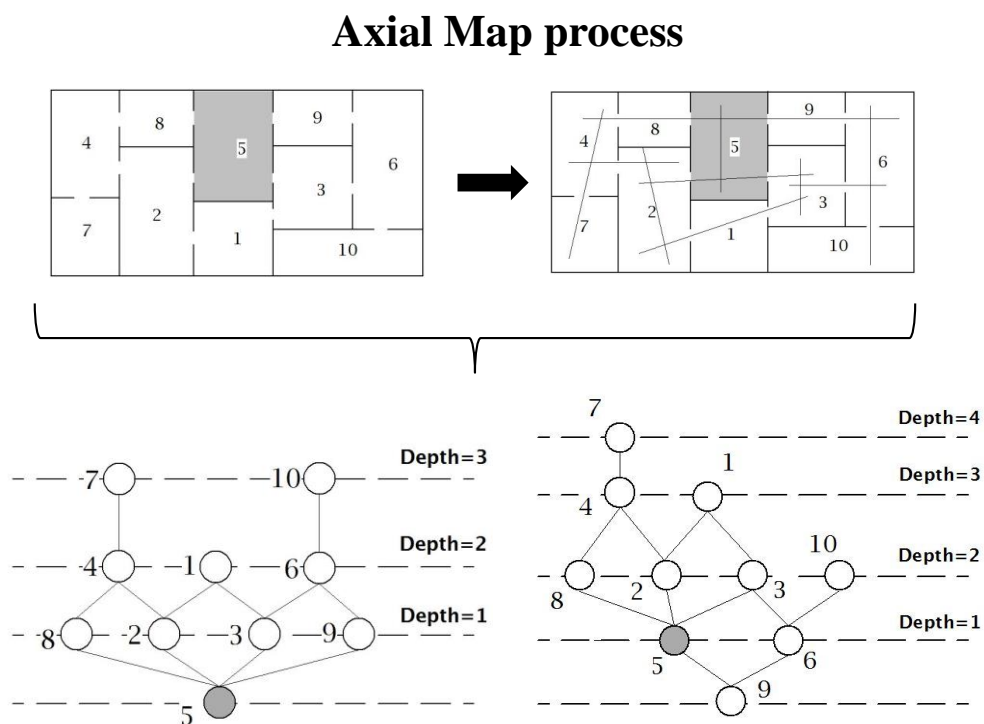 Axial Map process
4 8 5 9 6
2 3
7 1 10
4 8 5 9 6
2 3
7 1 10
7 10 Depth=3
4 1 6 Depth=2
8 2 3 9 Depth=1
5
7 Depth=4
4 1 Depth=3
8 2 3 10 Depth=2
5 6 Depth=1
9